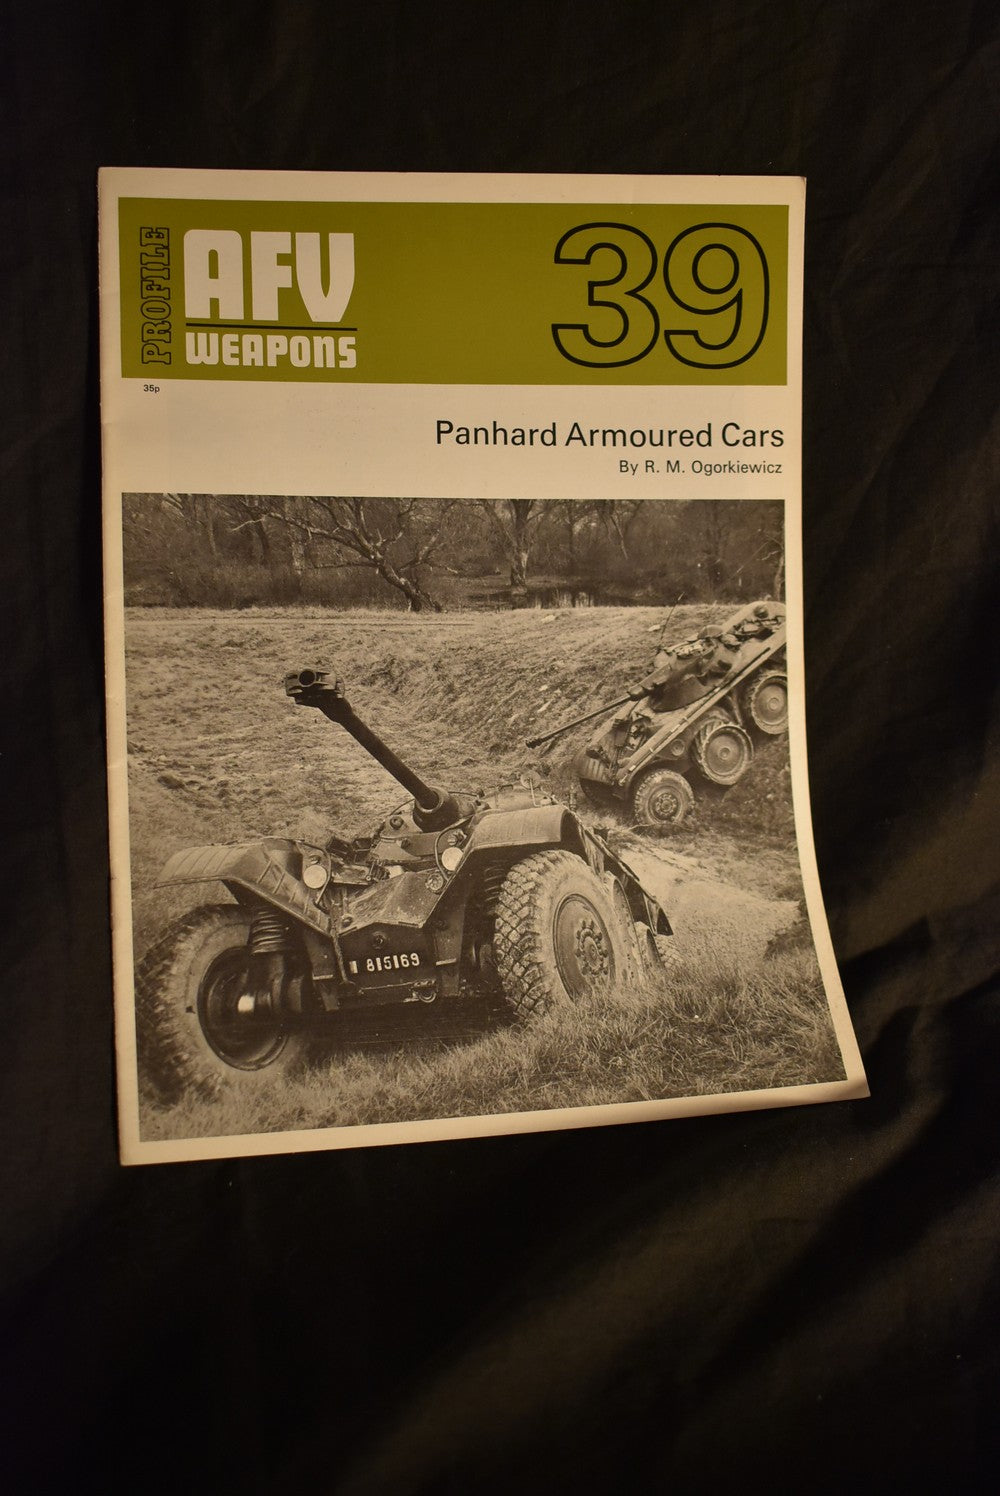 PROFILE
AFV
WEAPONS
39
35p
Panhard Armoured Cars
By R. M. Ogorkiewicz
815169